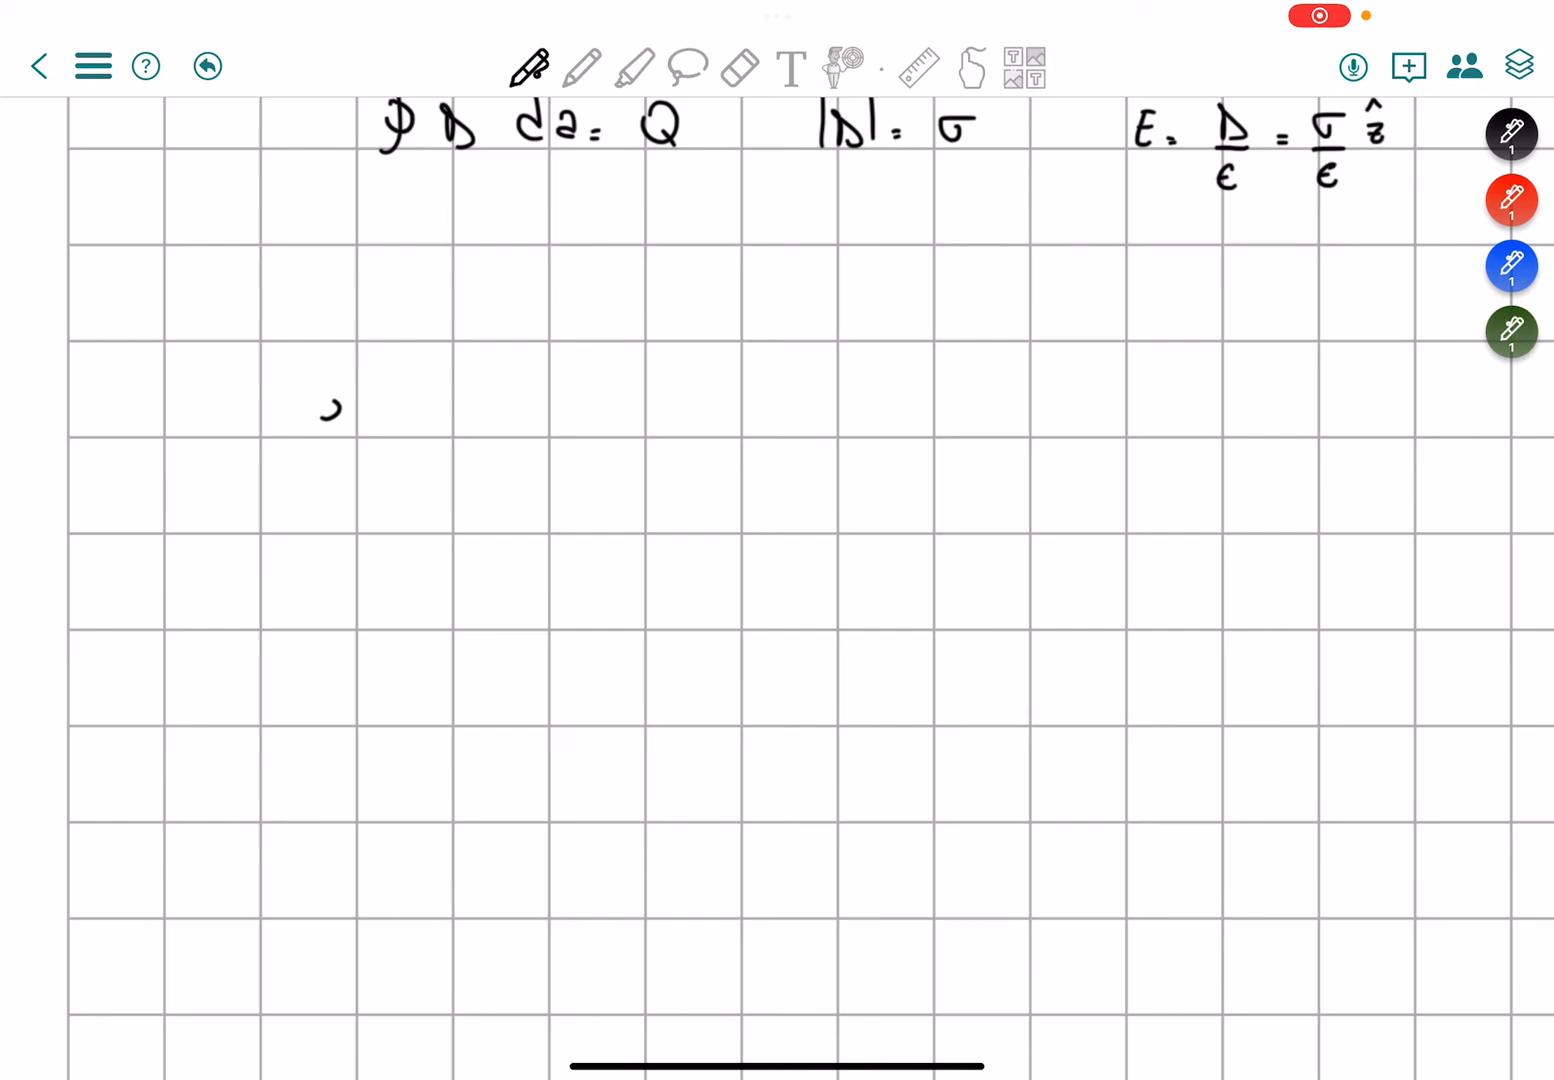 ∮ D da = Q |D| = σ E = D/ϵ = σ/ϵ ẑ